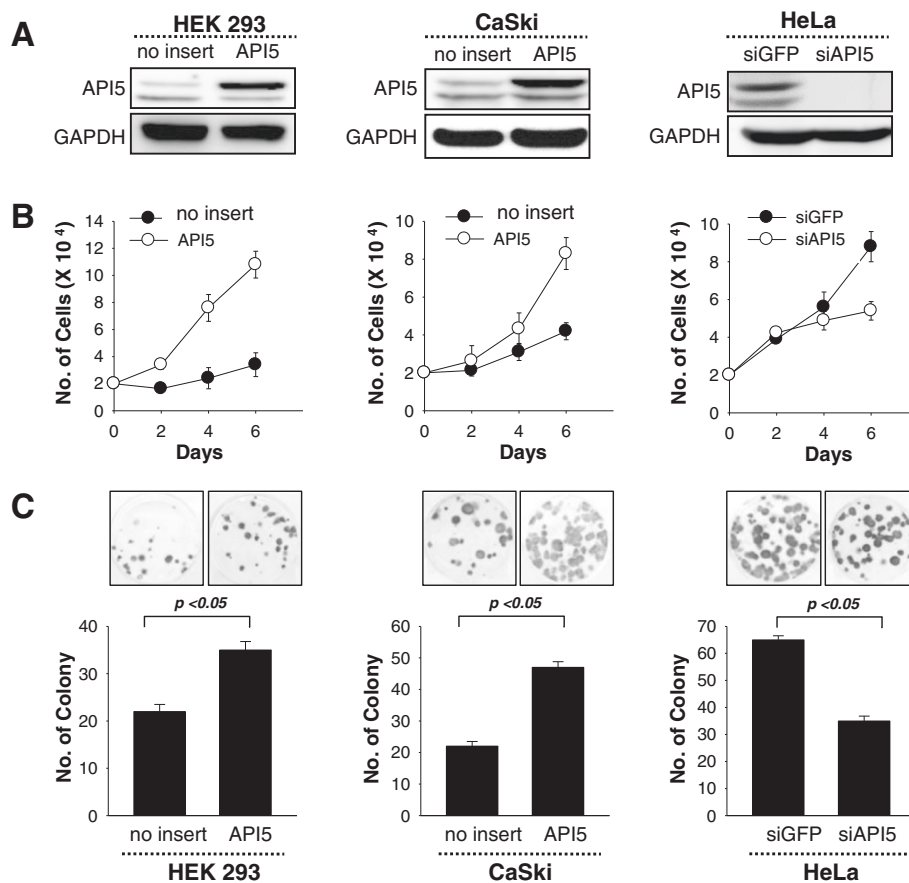 A
HEK 293
no insert API5
API5
GAPDH
CaSki
no insert API5
API5
GAPDH
HeLa
siGFP siAPI5
API5
GAPDH
B
No. of Cells (X 10 4)
14
12
10
8
6
4
2
0
no insert
API5
0 2 4 6
Days
No. of Cells (X 10 4)
10
8
6
4
2
0
no insert
API5
0 2 4 6
Days
No. of Cells (X 10 4)
10
8
6
4
2
0
siGFP
siAPI5
0 2 4 6
Days
C
p <0.05
No. of Colony
40
30
20
10
0
no insert API5
HEK 293
p <0.05
No. of Colony
60
50
40
30
20
10
0
no insert API5
CaSki
p <0.05
No. of Colony
70
60
50
40
30
20
10
0
siGFP siAPI5
HeLa